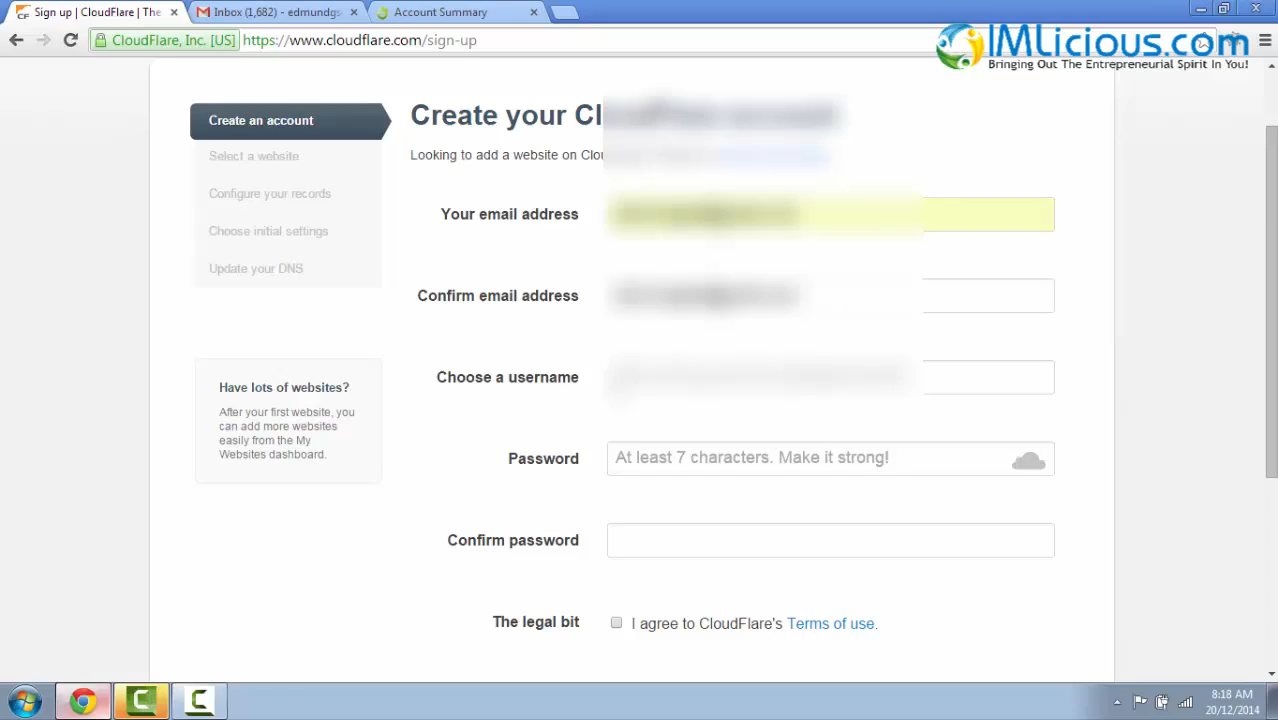 Sign up | CloudFlare | The
Inbox (1,682) - edmundgs
Account Summary
CloudFlare, Inc. [US]
https://www.cloudflare.com/sign-up
IMLicious.com
Bringing Out The Entrepreneurial Spirit In You!
Create an account
Select a website
Configure your records
Choose initial settings
Update your DNS
Have lots of websites?
After your first website, you
can add more websites
easily from the My
Websites dashboard.
Create your Cl
Looking to add a website on Clou
Your email address
Confirm email address
Choose a username
Password
At least 7 characters. Make it strong!
Confirm password
The legal bit
I agree to CloudFlare's Terms of use.
8:18 AM
20/12/2014